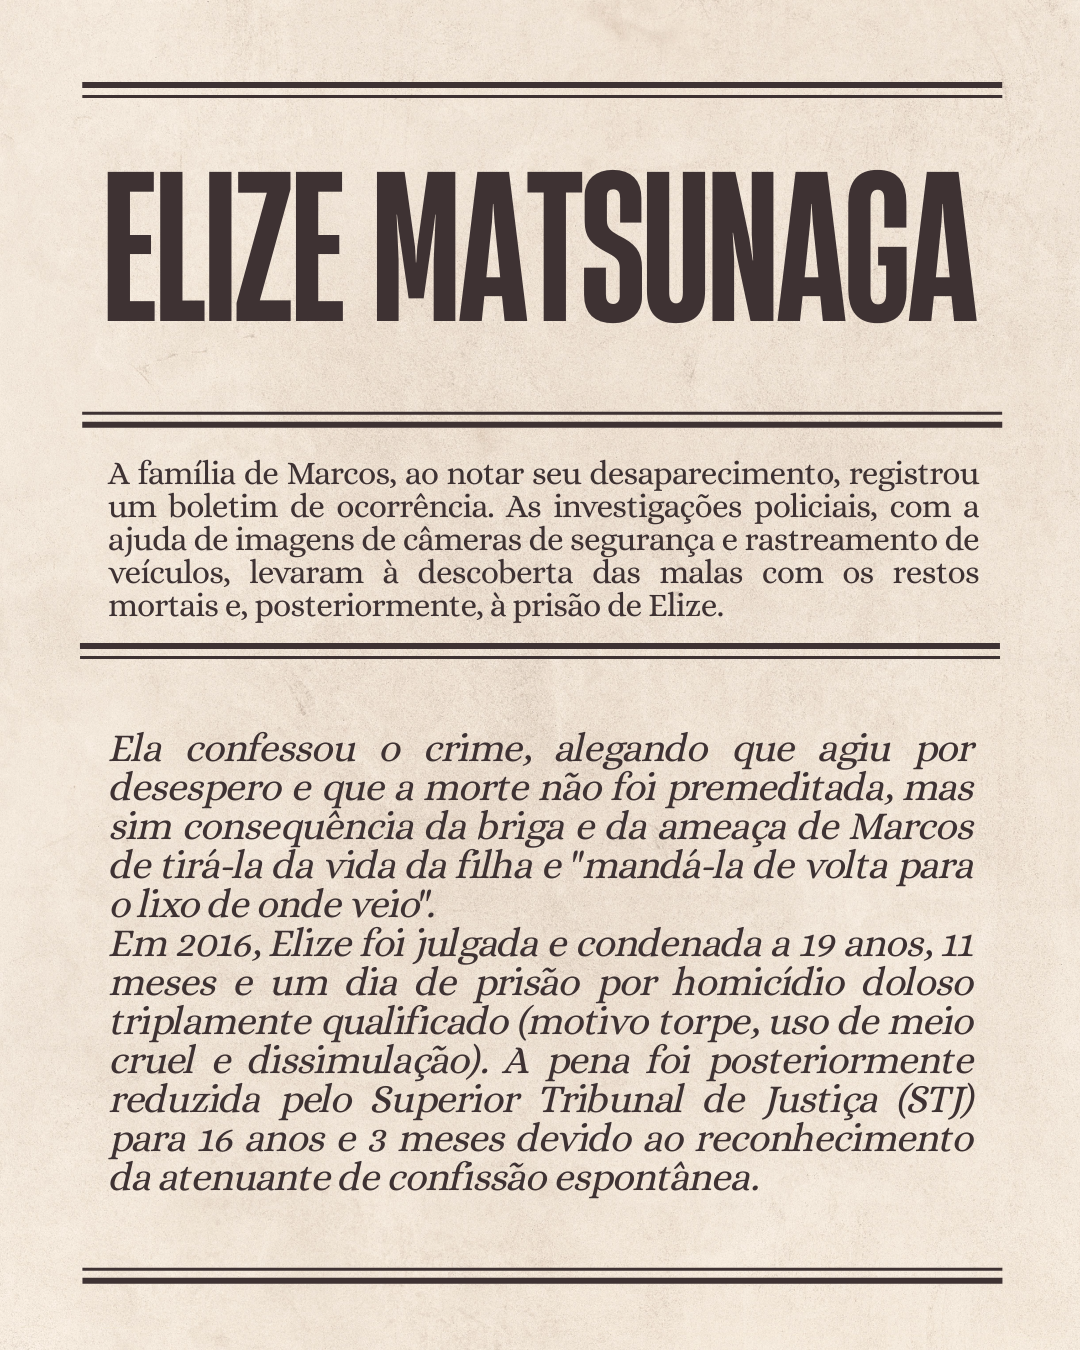 ELIZE MATSUNAGA
A família de Marcos, ao notar seu desaparecimento, registrou
um boletim de ocorrência. As investigações policiais, com a
ajuda de imagens de câmeras de segurança e rastreamento de
veículos, levaram à descoberta das malas com os restos
mortais e, posteriormente, à prisão de Elize.
Ela confessou o crime, alegando que agiu por
desespero e que a morte não foi premeditada, mas
sim consequência da briga e da ameaça de Marcos
de tirá-la da vida da filha e "mandá-la de volta para
o lixo de onde veio".
Em 2016, Elize foi julgada e condenada a 19 anos, 11
meses e um dia de prisão por homicídio doloso
triplamente qualificado (motivo torpe, uso de meio
cruel e dissimulação). A pena foi posteriormente
reduzida pelo Superior Tribunal de Justiça (STJ)
para 16 anos e 3 meses devido ao reconhecimento
da atenuante de confissão espontânea.